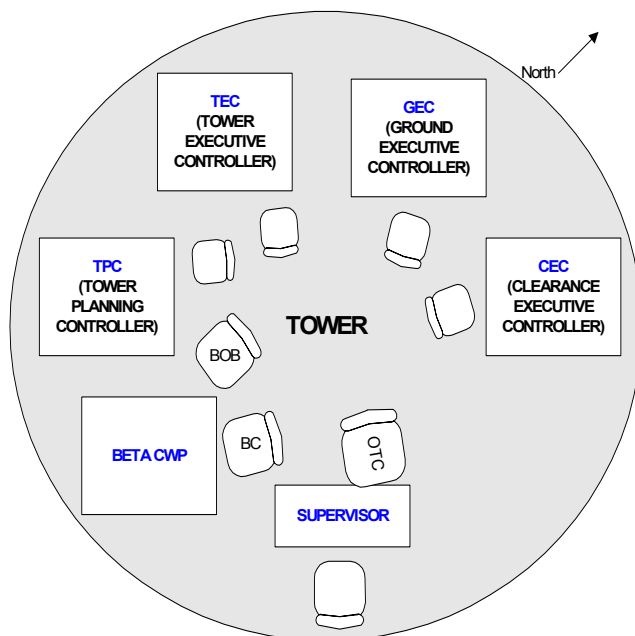 North
TEC
(TOWER
EXECUTIVE
CONTROLLER)
GEC
(GROUND
EXECUTIVE
CONTROLLER)
TPC
(TOWER
PLANNING
CONTROLLER)
CEC
(CLEARANCE
EXECUTIVE
CONTROLLER)
TOWER
BOB
BC
OTC
BETA CWP
SUPERVISOR